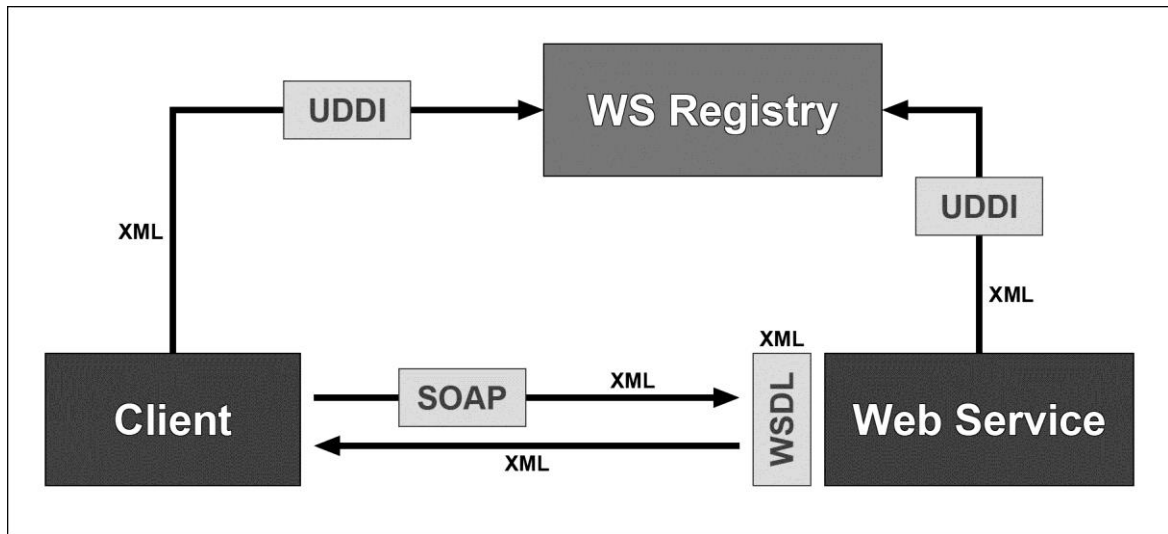 UDDI
WS Registry
UDDI
XML
XML
XML
Client
SOAP
XML
WSDL
Web Service
XML